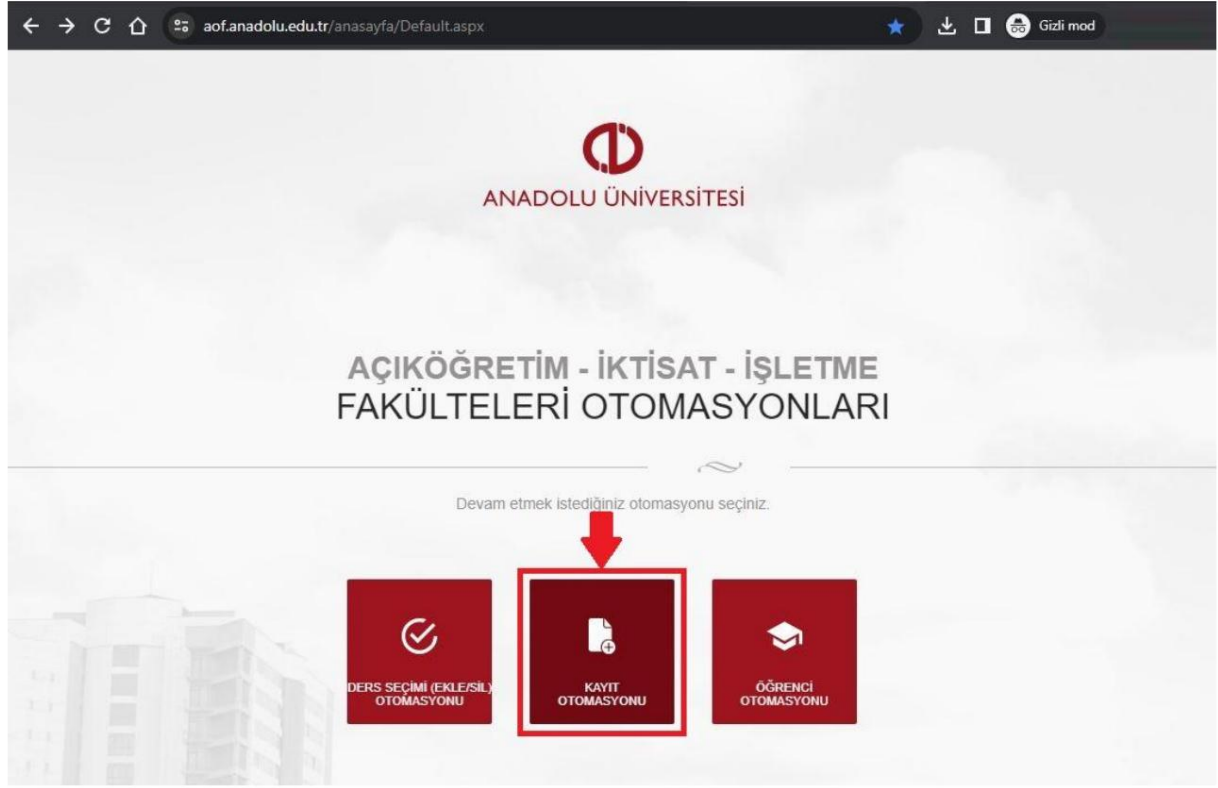 aof.anadolu.edu.tr/anasayfa/Default.aspx
Gizli mod
ANADOLU ÜNİVERSİTESİ
AÇIKÖĞRETİM - İKTİSAT - İŞLETME
FAKÜLTELERİ OTOMASYONLARI
Devam etmek istediğiniz otomasyonu seçiniz.
DERS SEÇİMİ (EKLE/SİL)
OTOMASYONU
KAYIT
OTOMASYONU
ÖĞRENCİ
OTOMASYONU